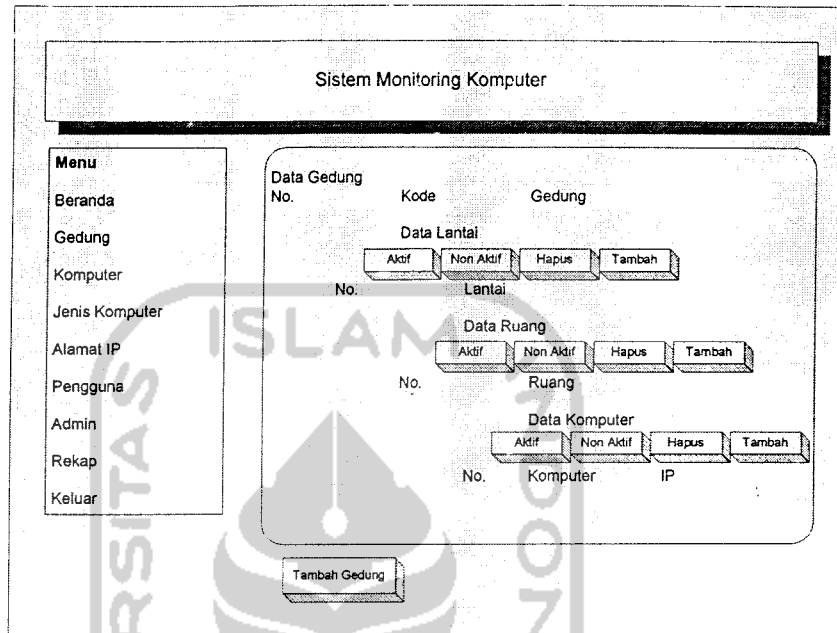 Sistem Monitoring Komputer
Menu
Beranda
Gedung
Komputer
Jenis Komputer
Alamat IP
Pengguna
Admin
Rekap
Keluar
Data Gedung
No. Kode Gedung
Data Lantai
Aktif Non Aktif Hapus Tambah
No. Lantai
Data Ruang
Aktif Non Aktif Hapus Tambah
No. Ruang
Data Komputer
Aktif Non Aktif Hapus Tambah
No. Komputer IP
Tambah Gedung
ISLAM